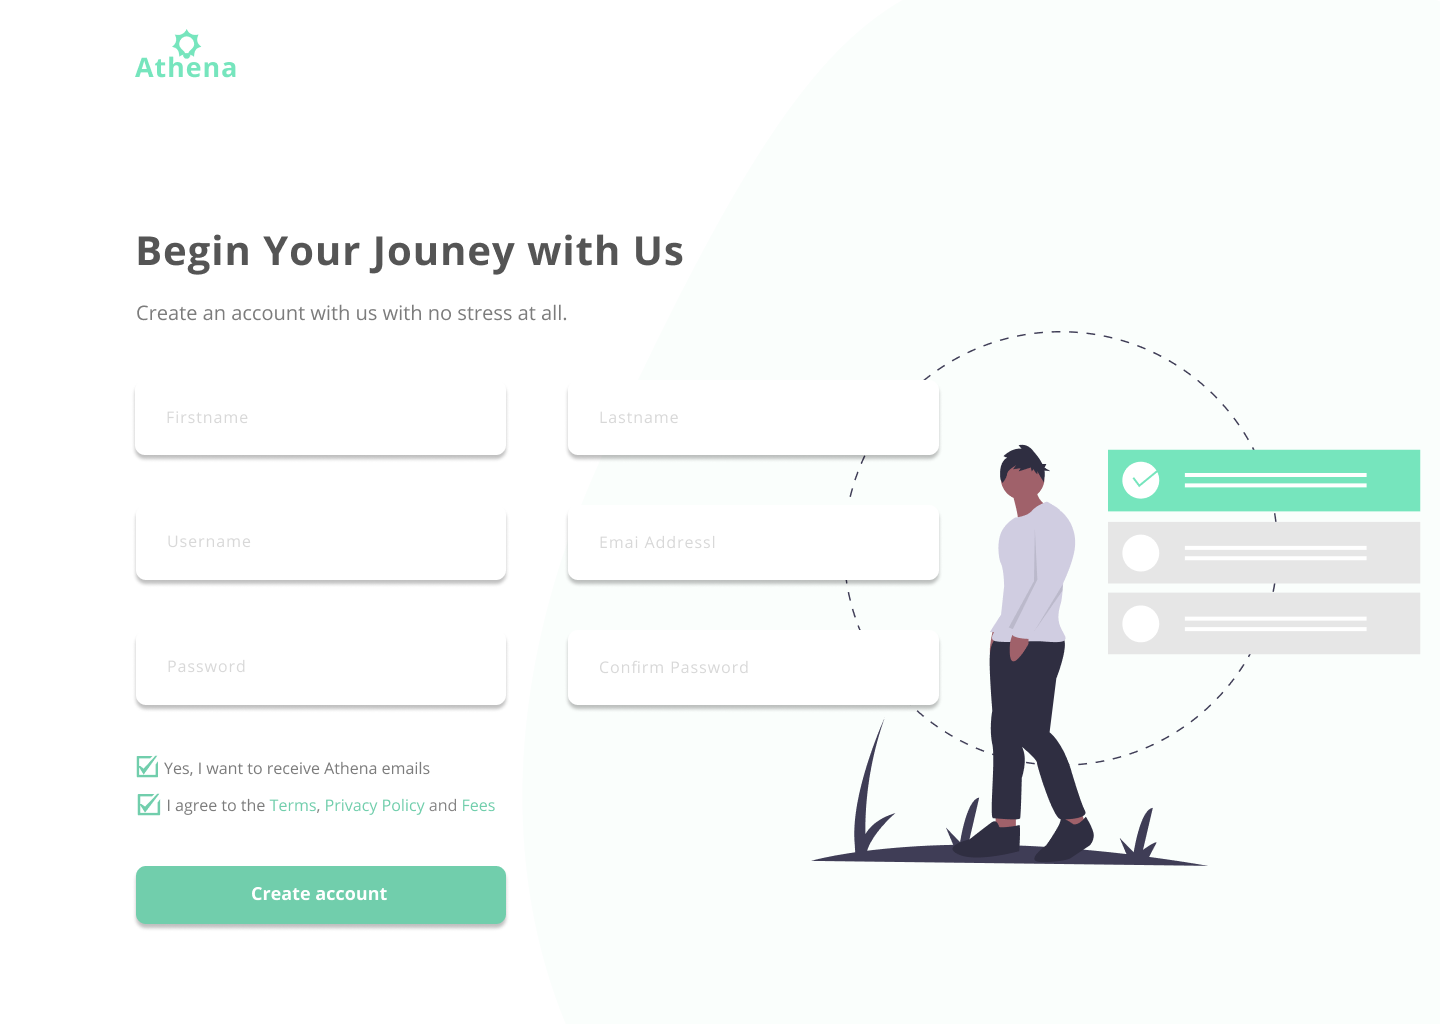 Athena
Begin Your Jouney with Us
Create an account with us with no stress at all.
Firstname
Lastname
Username
Emai Addressl
Password
Confirm Password
Yes, I want to receive Athena emails
I agree to the Terms, Privacy Policy and Fees
Create account